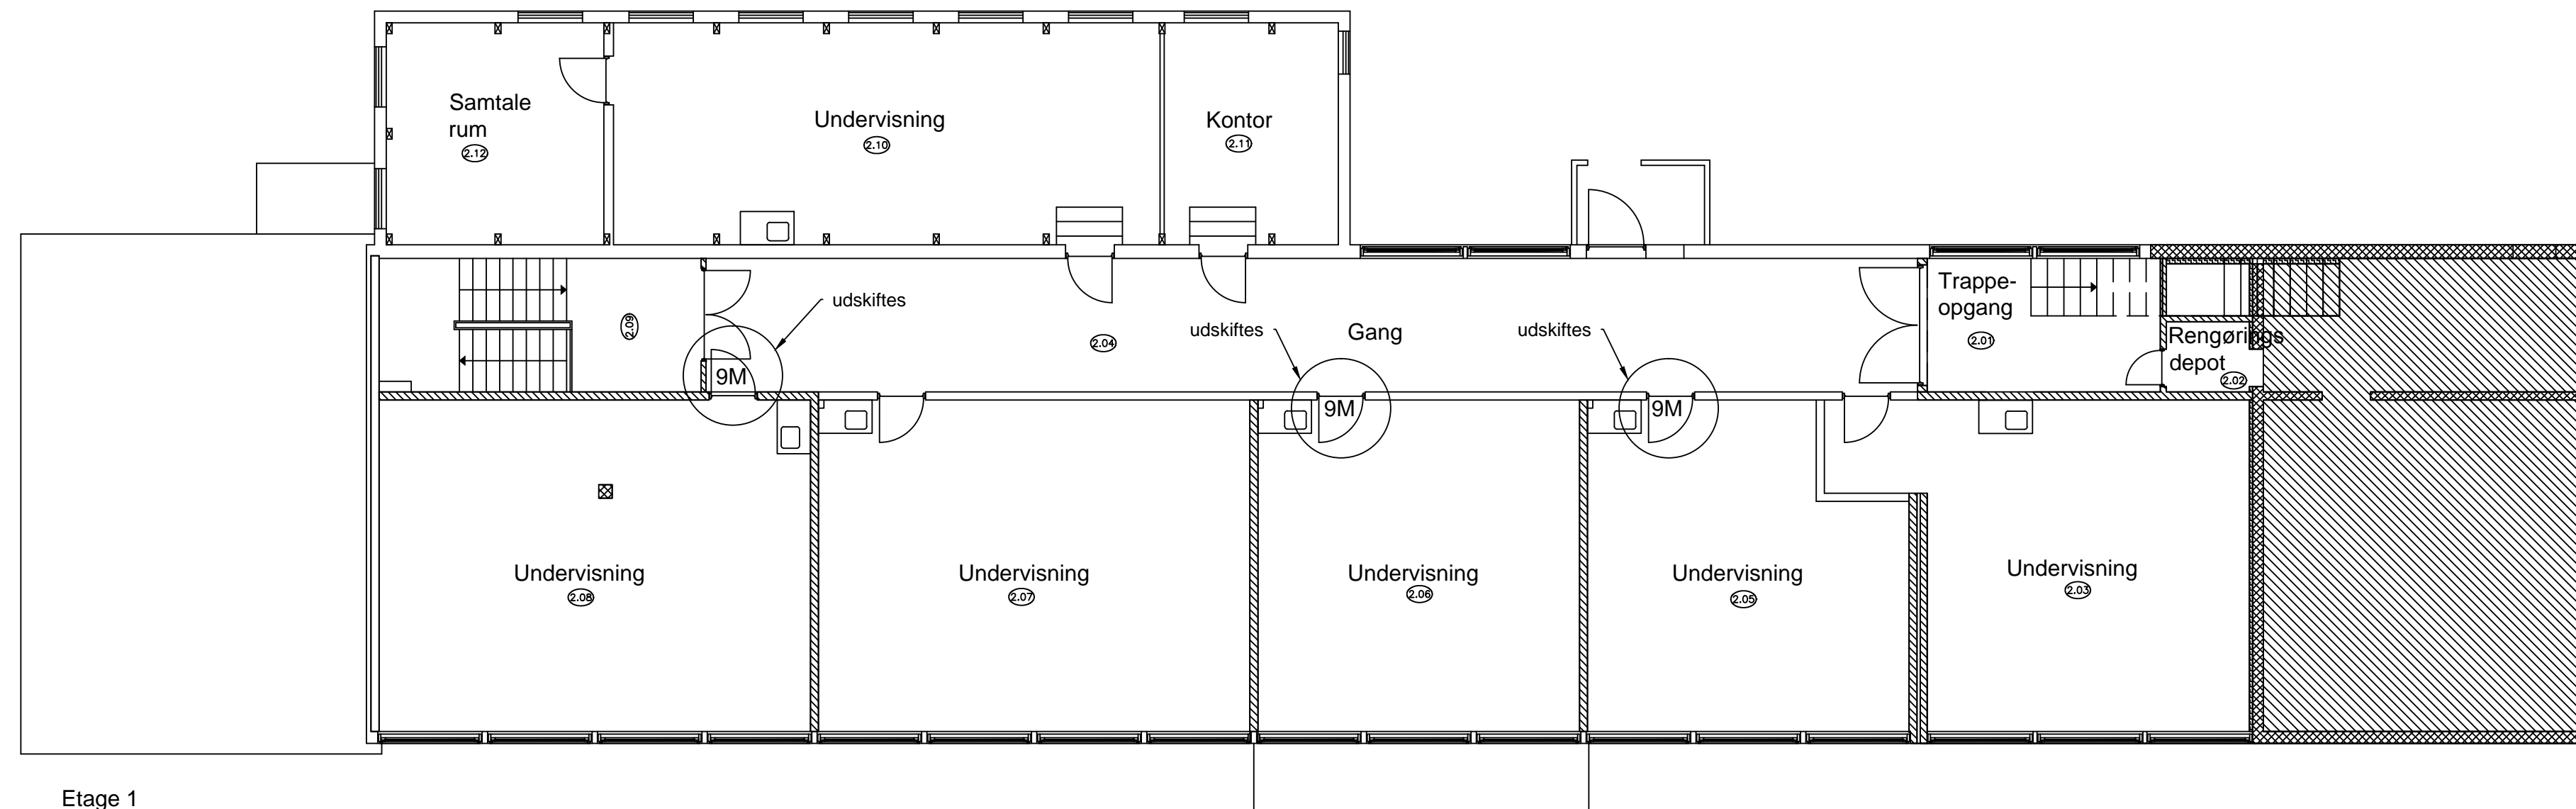 Samtale
rum
2.12
Undervisning
2.10
Kontor
2.11
udskiftes
2.09
9M
2.04
udskiftes
Gang
9M
udskiftes
9M
Trappe-
opgang
2.01
Rengørings
depot
2.02
Undervisning
2.08
Undervisning
2.07
Undervisning
2.06
Undervisning
2.05
Undervisning
2.03
Etage 1